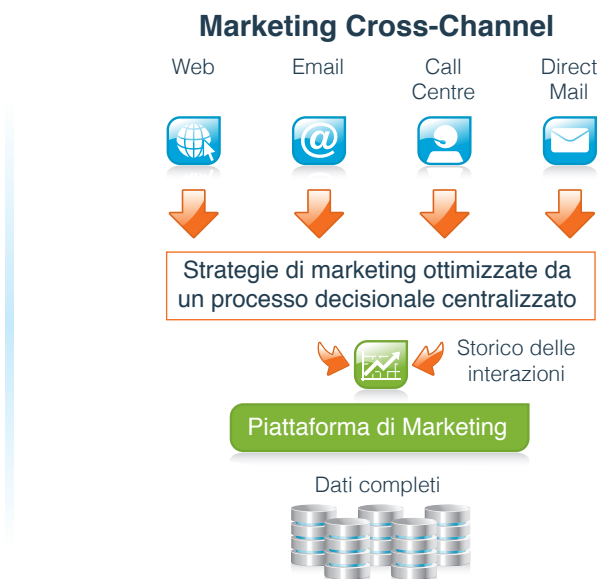 Marketing Cross-Channel
Web
Email
Call
Centre
Direct
Mail
@
Strategie di marketing ottimizzate da
un processo decisionale centralizzato
Storico delle
interazioni
Piattaforma di Marketing
Dati completi